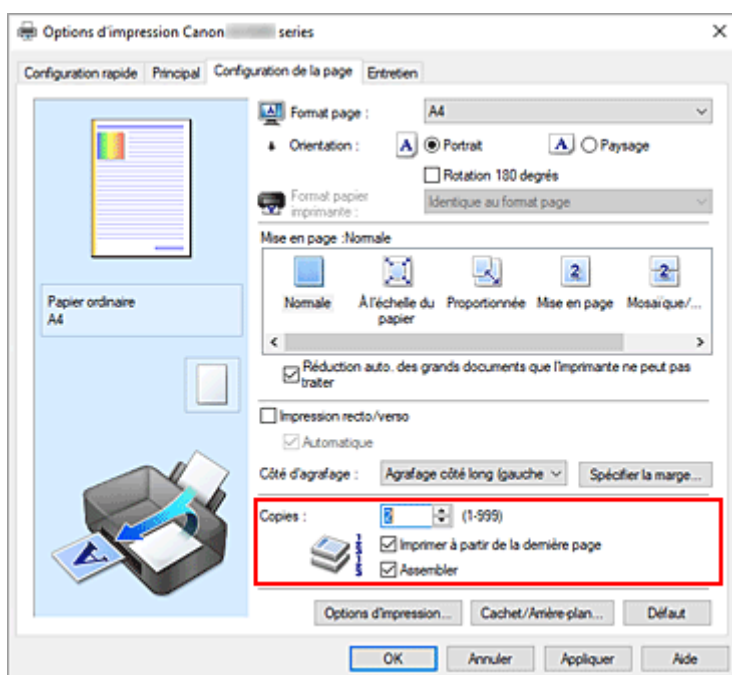 Options d'impression Canon series
Configuration rapide Principal Configuration de la page Entretien
Format page : A4
Orientation : A Portrait A Paysage
Rotation 180 degrés
Format papier
imprimante : Identique au format page
Mise en page :Normale
2 2
Normale À l'échelle du Proportionnée Mise en page Mosaïque/...
papier
Papier ordinaire
A4
Réduction auto. des grands documents que l'imprimante ne peut pas
traiter
Impression recto/verso
Automatique
Côté d'agrafage : Agrafage côté long (gauche Spécifier la marge...
Copies : 2 (1-999)
Imprimer à partir de la dernière page
Assembler
A
Options d'impression... Cachet/Arrière-plan... Défaut
OK Annuler Appliquer Aide